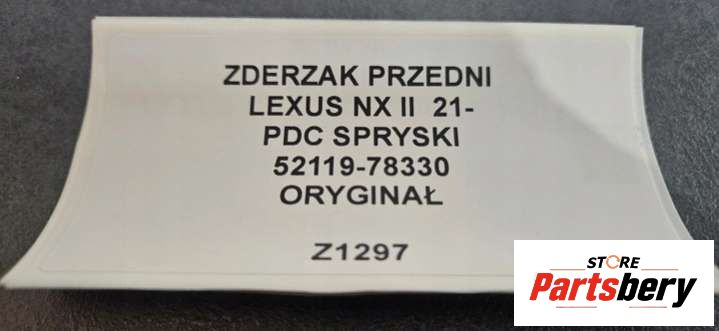 ZDERZAK PRZEDNI
LEXUS NX II 21-
PDC SPRYSKI
52119-78330
ORYGINAŁ
Z1297
STORE
Partsbery